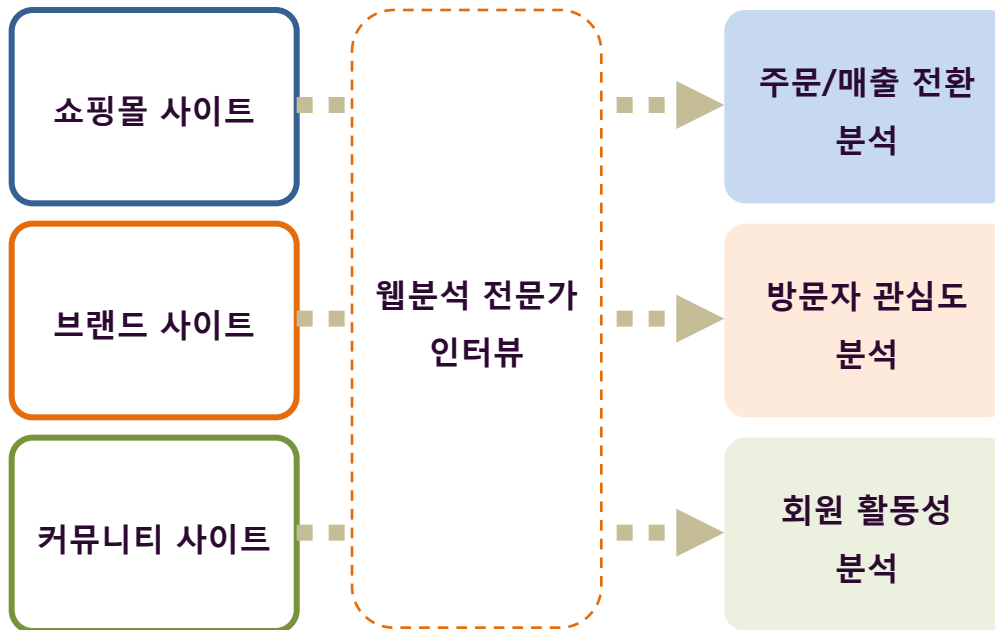 쇼핑몰 사이트
브랜드 사이트
커뮤니티 사이트
웹분석 전문가
인터뷰
주문/매출 전환
분석
방문자 관심도
분석
회원 활동성
분석